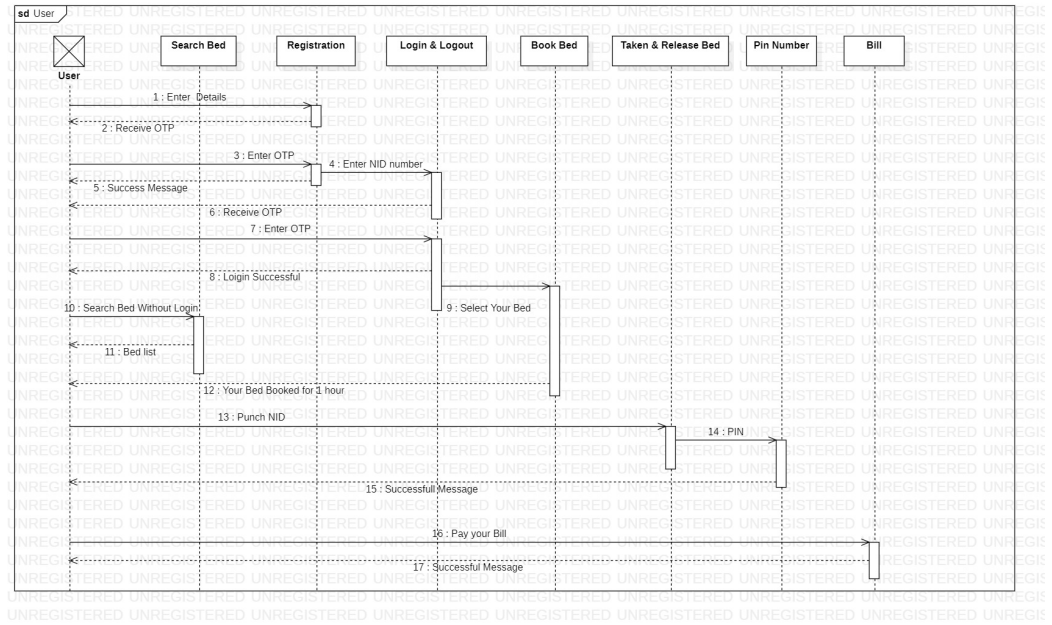 sd User
User
Search Bed
Registration
Login & Logout
Book Bed
Taken & Release Bed
Pin Number
Bill
1 : Enter Details
2 : Receive OTP
3 : Enter OTP
4 : Enter NID number
5 : Success Message
6 : Receive OTP
7 : Enter OTP
8 : Loigin Successful
9 : Select Your Bed
10 : Search Bed Without Login
11 : Bed list
12 : Your Bed Booked for 1 hour
13 : Punch NID
14 : PIN
15 : Successfull Message
16 : Pay your Bill
17 : Successful Message
UNREGISTERED